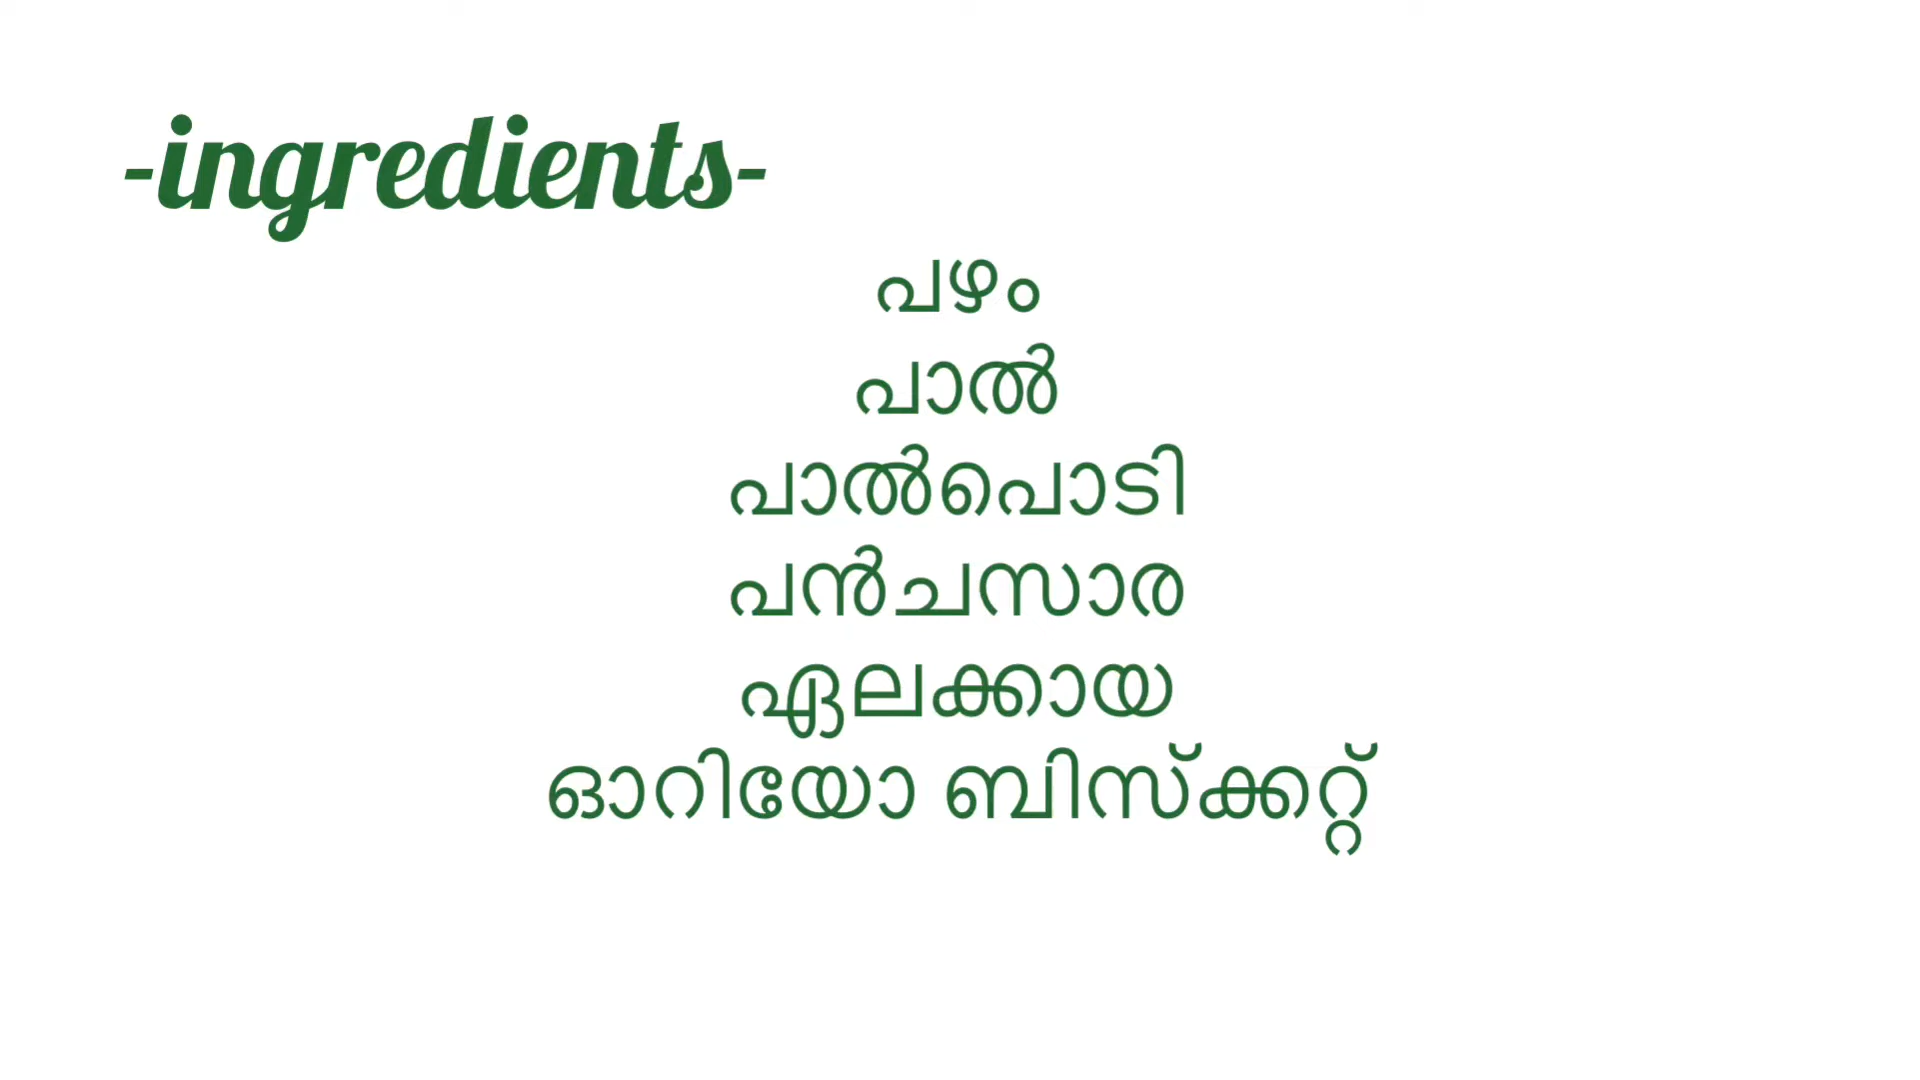 -ingredients-
പഴം
പാൽ
പാൽപൊടി
പൻചസാര
ഏലക്കായ
ഓറിയോ ബിസ്ക്കറ്റ്